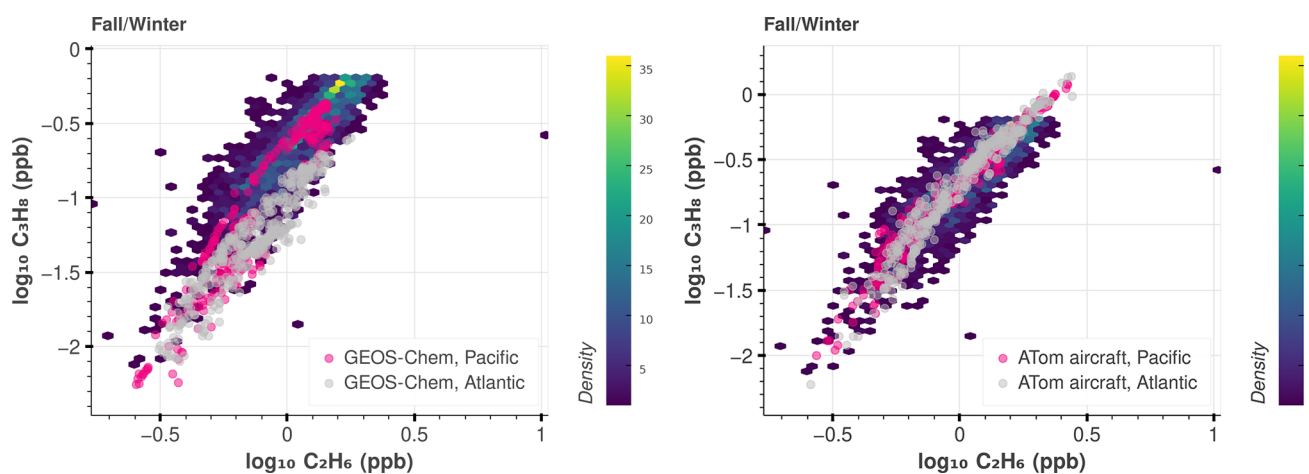 Fall/Winter
0
−0.5
−1
−1.5
−2
log₁₀ C₃H₈ (ppb)
−0.5
0
0.5
1
log₁₀ C₂H₆ (ppb)
GEOS-Chem, Pacific
GEOS-Chem, Atlantic
35
30
25
20
15
10
5
Density
Fall/Winter
0
−0.5
−1
−1.5
−2
log₁₀ C₃H₈ (ppb)
−0.5
0
0.5
1
log₁₀ C₂H₆ (ppb)
ATom aircraft, Pacific
ATom aircraft, Atlantic
Density